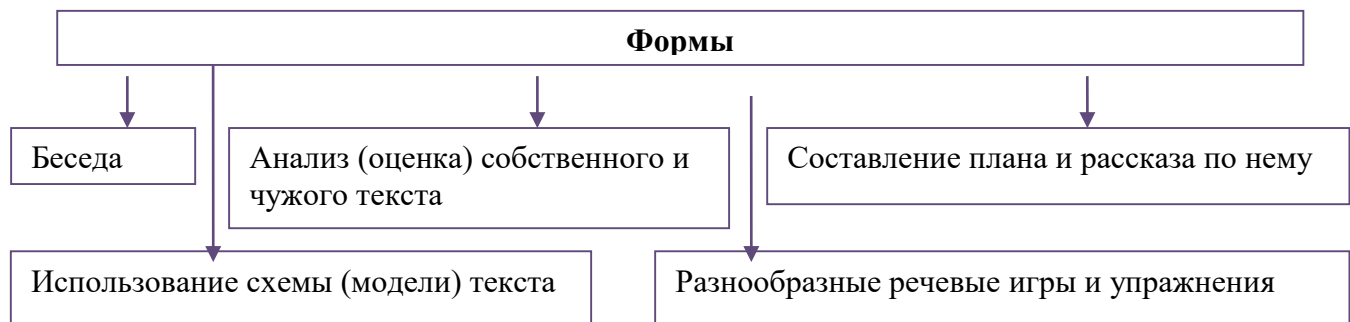 Формы
Беседа
Анализ (оценка) собственного и
чужого текста
Составление плана и рассказа по нему
Использование схемы (модели) текста
Разнообразные речевые игры и упражнения